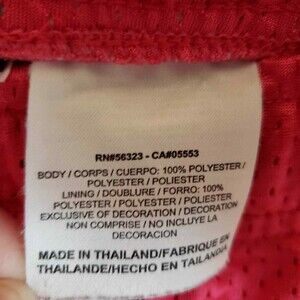 RN#56323 - CA#05553
BODY / CORPS / CUERPO: 100% POLYESTER /
POLYESTER / POLIESTER
LINING / DOUBLURE / FORRO: 100%
POLYESTER / POLYESTER / POLIESTER
EXCLUSIVE OF DECORATION / DECORATION
NON COMPRISE / NO INCLUYE LA
DECORACION
MADE IN THAILAND/FABRIQUE EN
THAILANDE/HECHO EN TAILANDIA